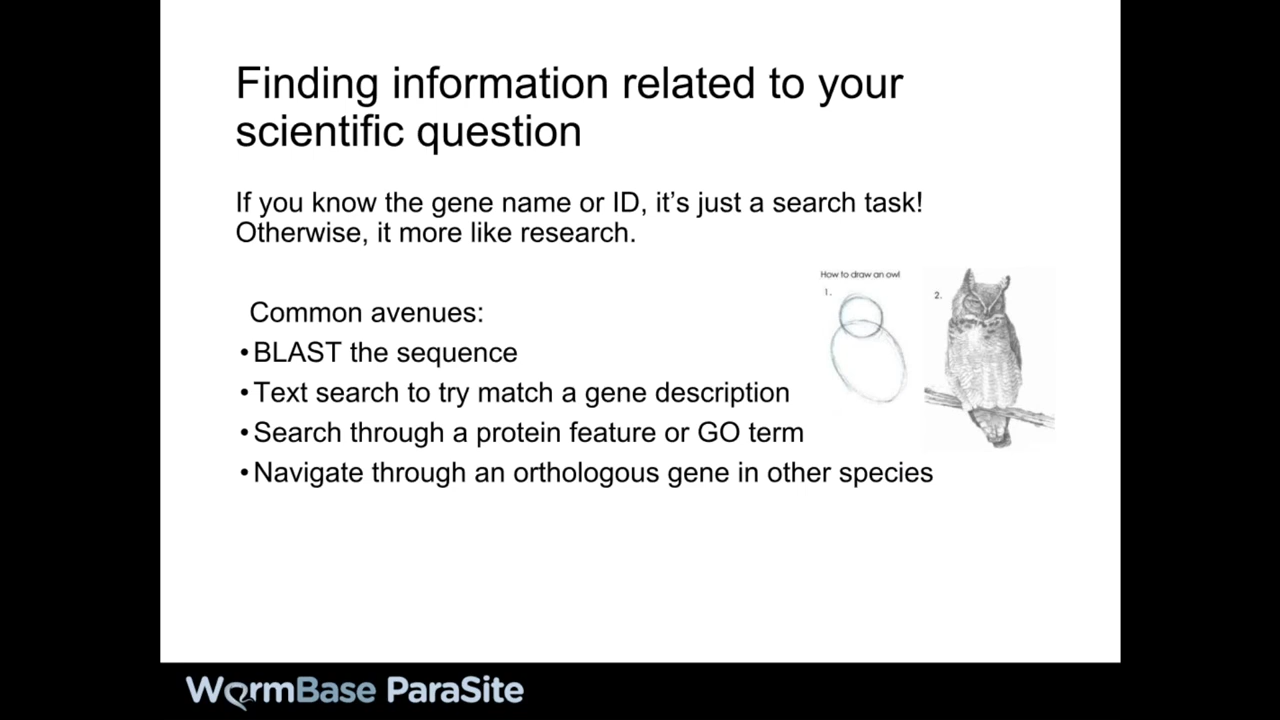 Finding information related to your
scientific question
If you know the gene name or ID, it’s just a search task!
Otherwise, it more like research.
Common avenues:
•BLAST the sequence
•Text search to try match a gene description
•Search through a protein feature or GO term
•Navigate through an orthologous gene in other species
How to draw an owl
1.
2.
WormBase ParaSite